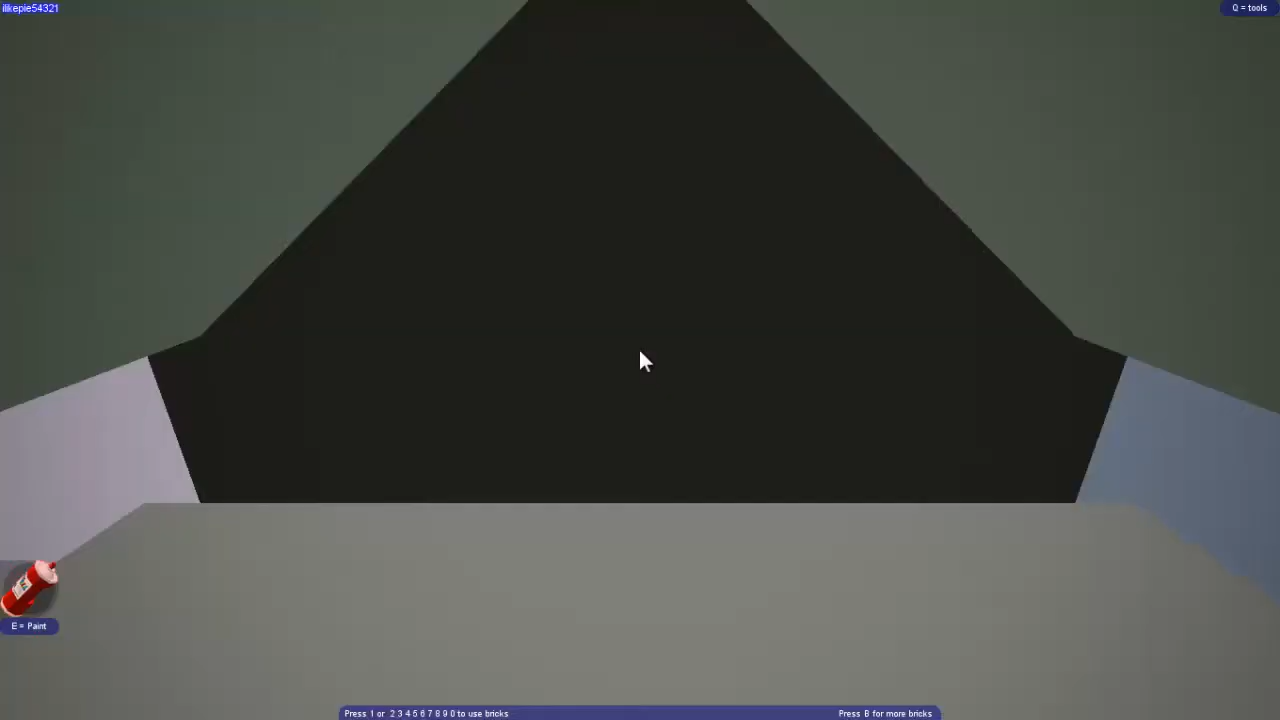 ilikepie54321
Q = tools
E = Paint
Press 1 or 2 3 4 5 6 7 8 9 0 to use bricks
Press B for more bricks